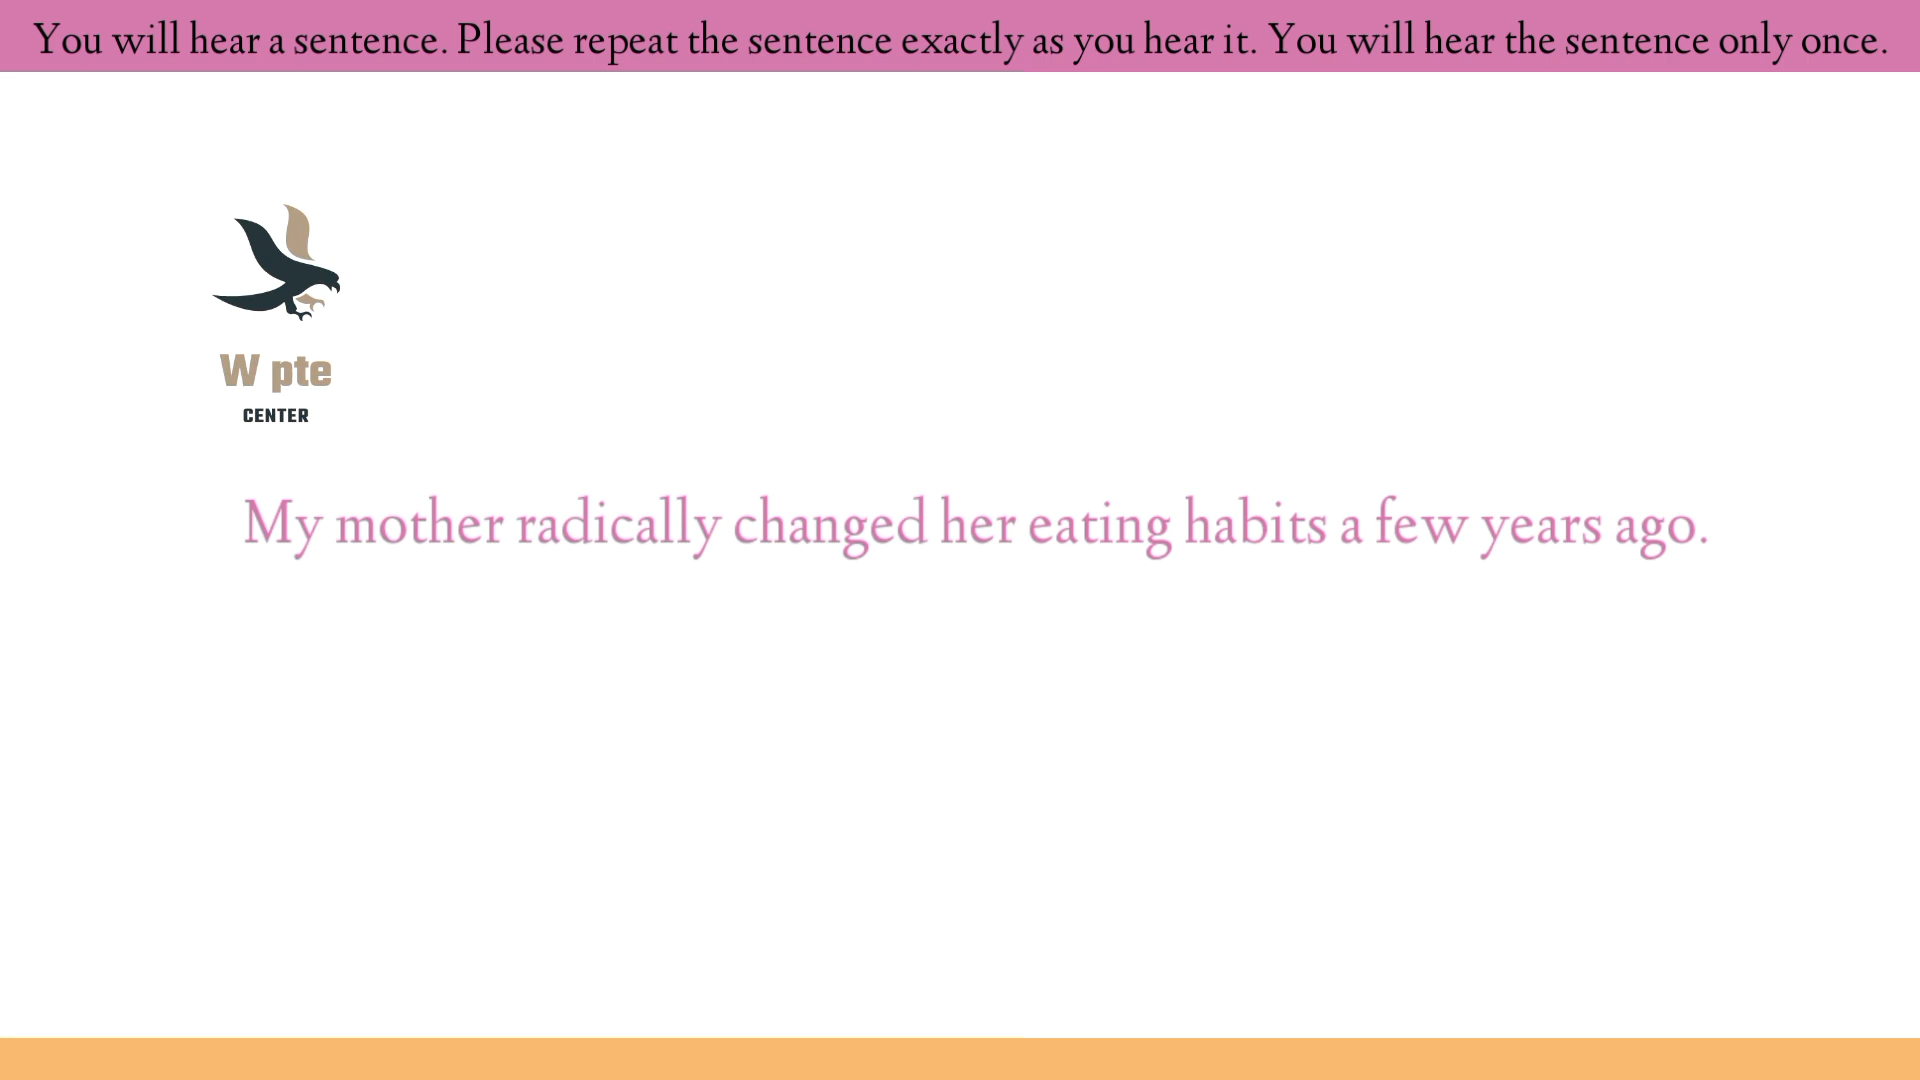 You will hear a sentence. Please repeat the sentence exactly as you hear it. You will hear the sentence only once.
W pte
CENTER
My mother radically changed her eating habits a few years ago.